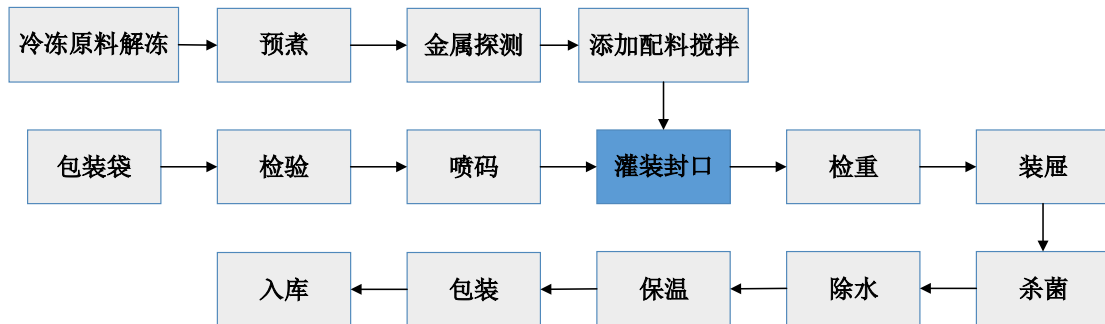 冷冻原料解冻
预煮
金属探测
添加配料搅拌
包装袋
检验
喷码
灌装封口
检重
装屉
入库
包装
保温
除水
杀菌